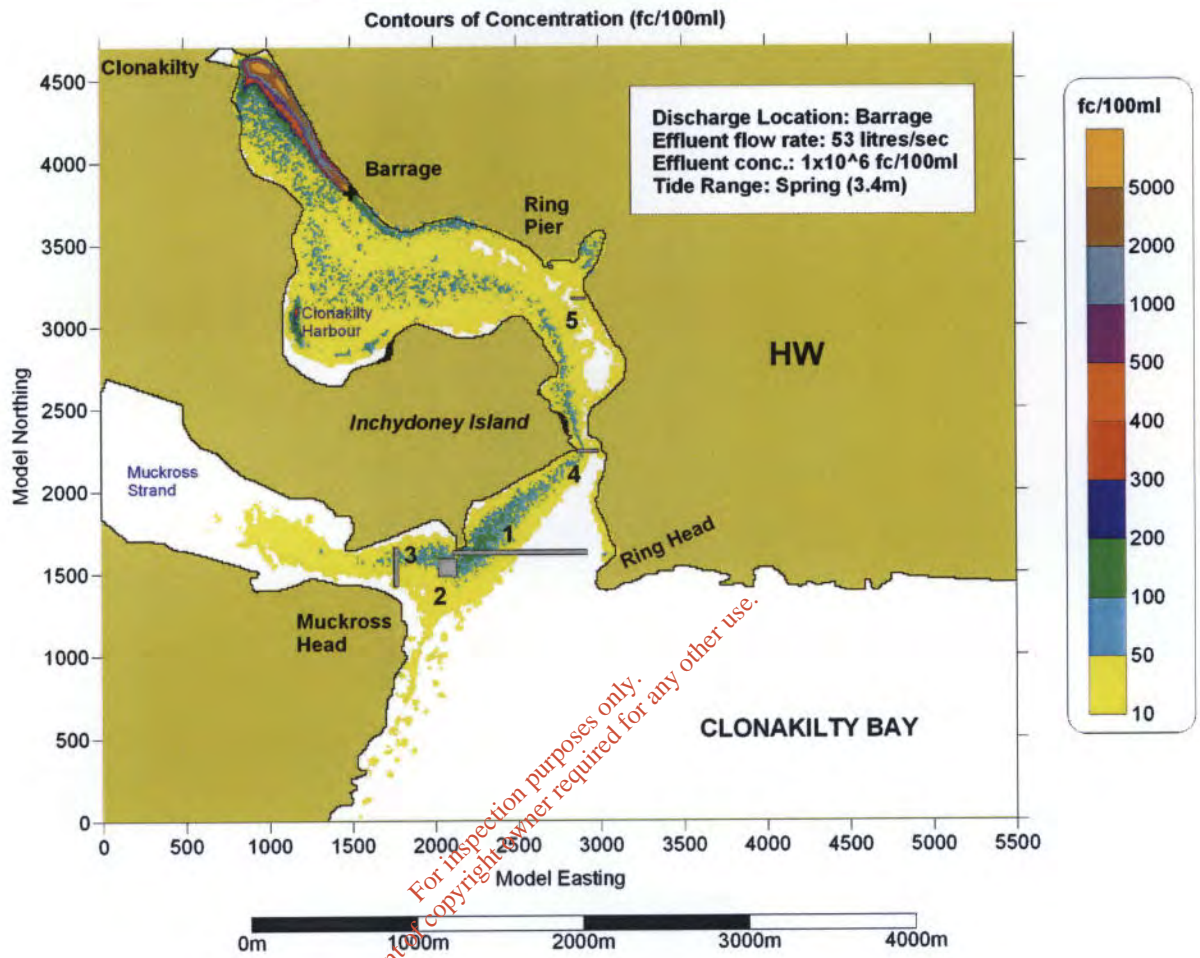 Contours of Concentration (fc/100ml)
Clonakilty
Barrage
Ring
Pier
Discharge Location: Barrage
Effluent flow rate: 53 litres/sec
Effluent conc.: 1x10^6 fc/100ml
Tide Range: Spring (3.4m)
fc/100ml
5000
2000
1000
500
400
300
200
100
50
10
4500
4000
3500
3000
2500
2000
1500
1000
500
0
Model Northing
Clonakilty
Harbour
5
HW
Inchydoney Island
Muckross
Strand
4
1
3
2
Ring Head
Muckross
Head
CLONAKILTY BAY
For inspection purposes only.
of copyright owner required for any other use.
0 500 1000 1500 2000 2500 3000 3500 4000 4500 5000 5500
Model Easting
0m 1000m 2000m 3000m 4000m